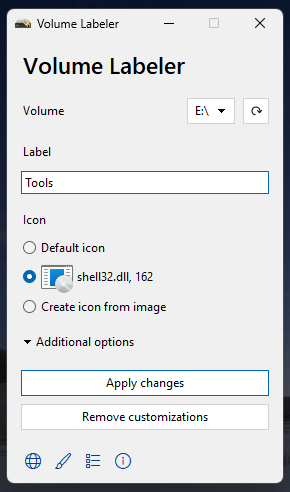 Volume Labeler
Volume Labeler
Volume
E:\
Label
Tools
Icon
Default icon
shell32.dll, 162
Create icon from image
Additional options
Apply changes
Remove customizations